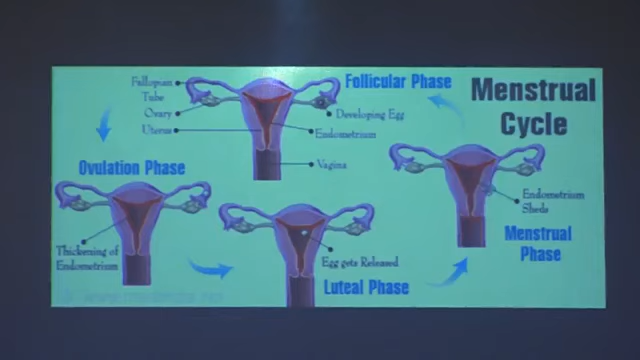 Menstrual
Cycle
Follicular Phase
Fallopian
Tube
Ovary
Uterus
Developing Egg
Endometrium
Vagina
Ovulation Phase
Thickening of
Endometrium
Egg gets Released
Luteal Phase
Endometrium
Sheds
Menstrual
Phase